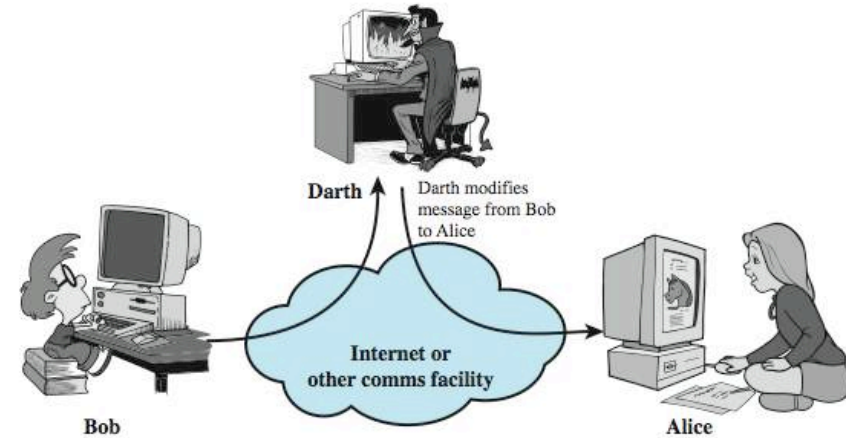 Darth
Darth modifies
message from Bob
to Alice
Internet or
other comms facility
Bob
Alice